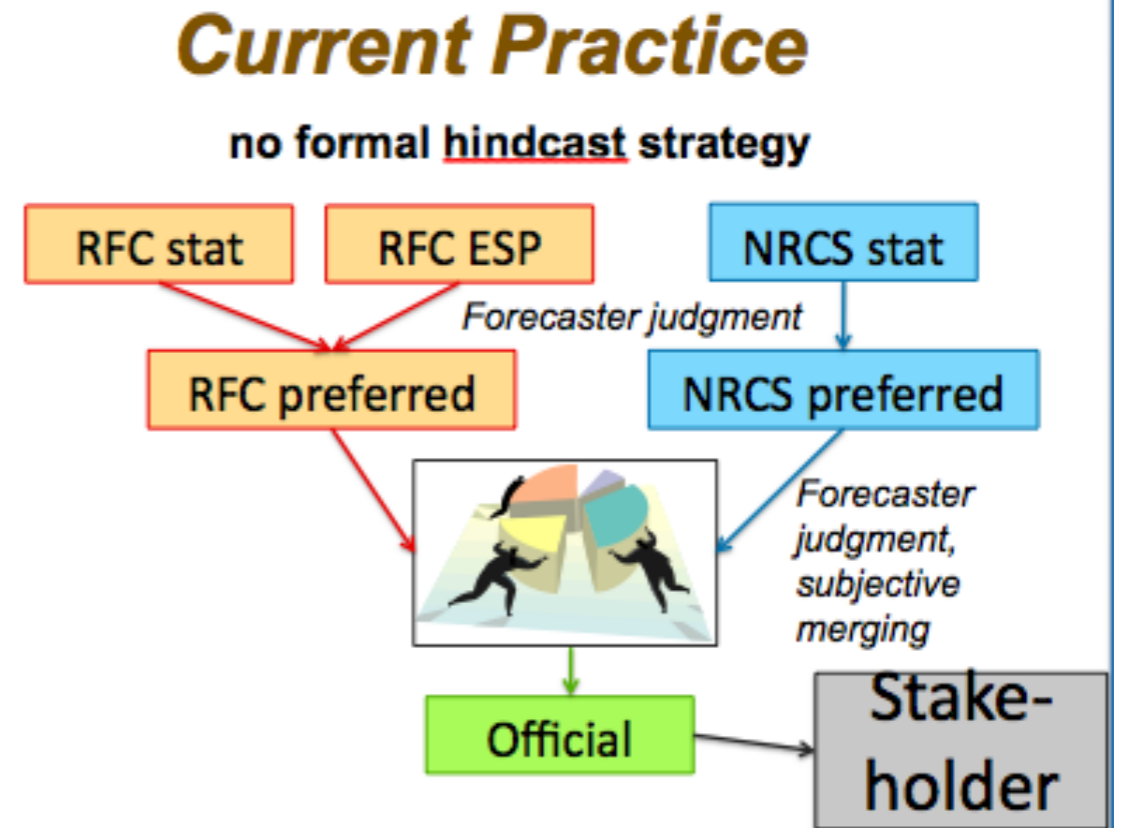 Current Practice
no formal hindcast strategy
RFC stat
RFC ESP
NRCS stat
Forecaster judgment
RFC preferred
NRCS preferred
Forecaster
judgment,
subjective
merging
Official
Stake-
holder